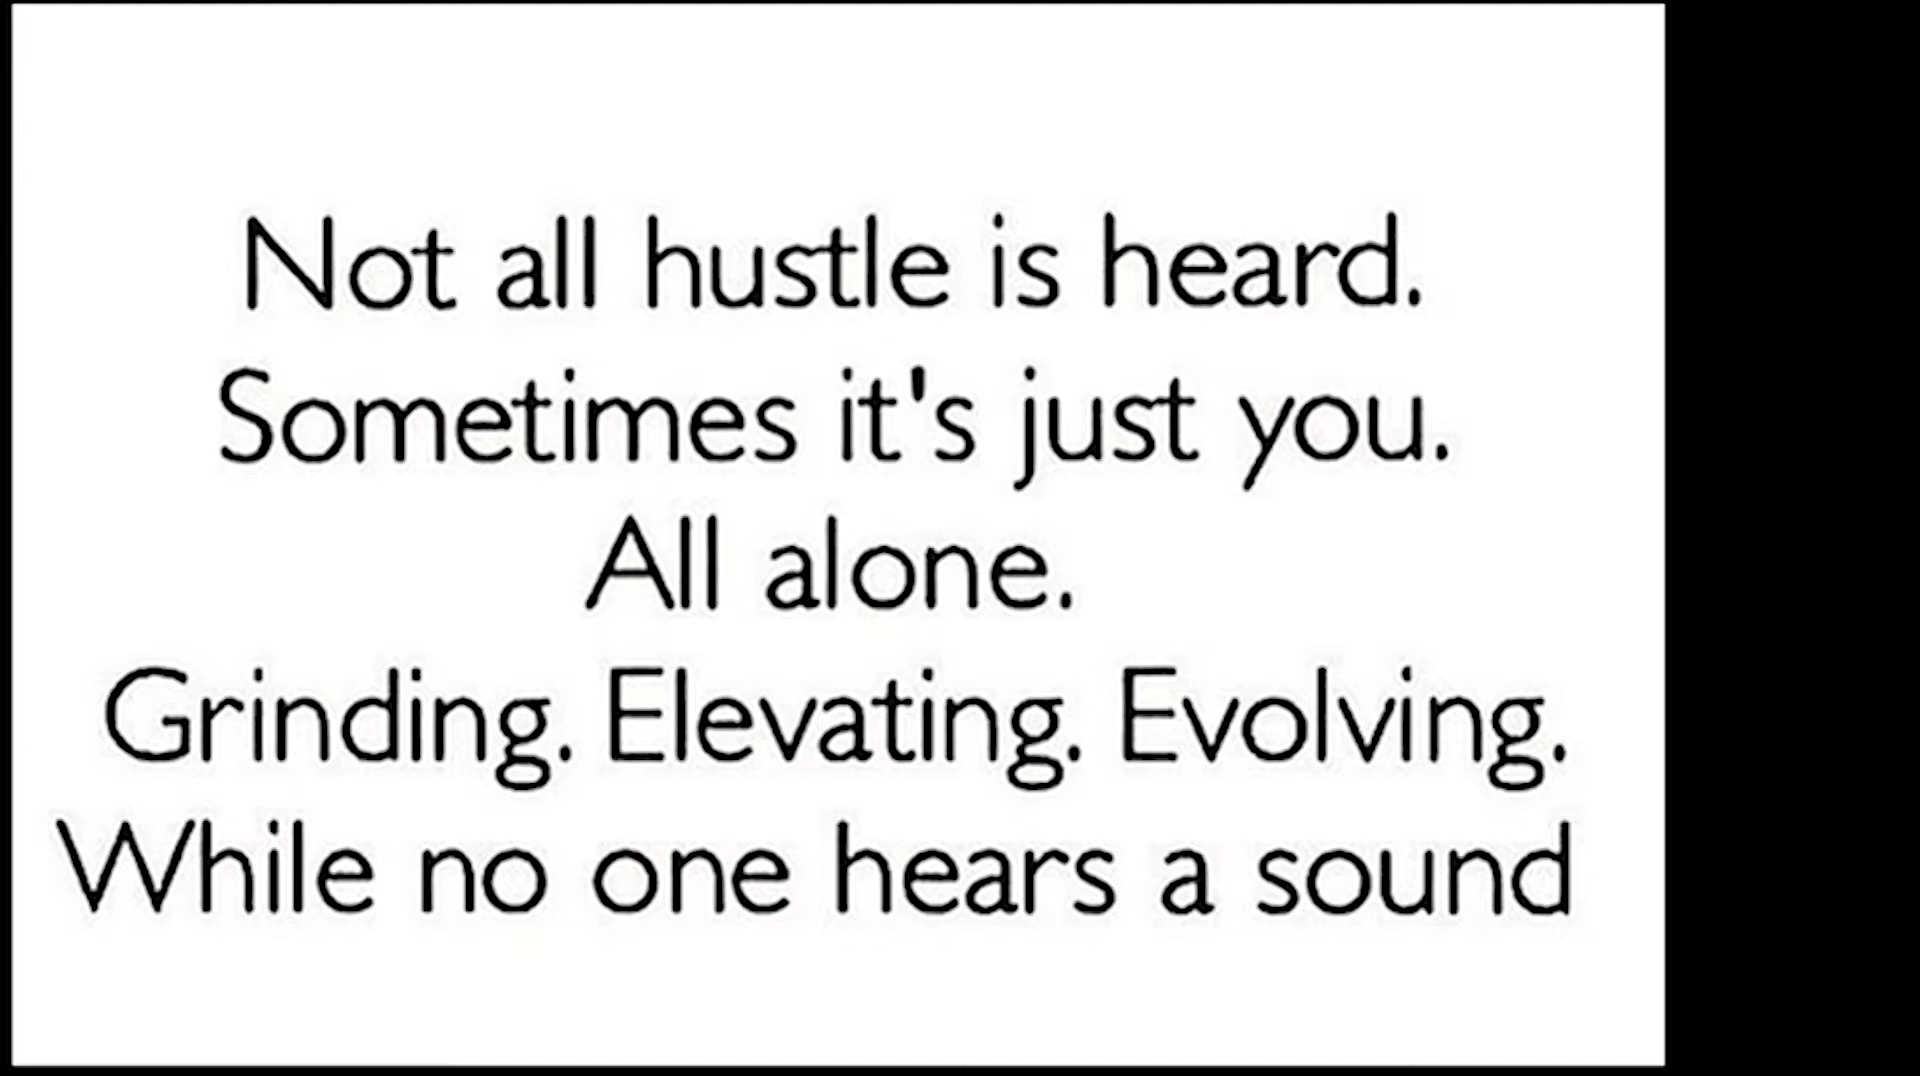 Not all hustle is heard.
Sometimes it's just you.
All alone.
Grinding. Elevating. Evolving.
While no one hears a sound